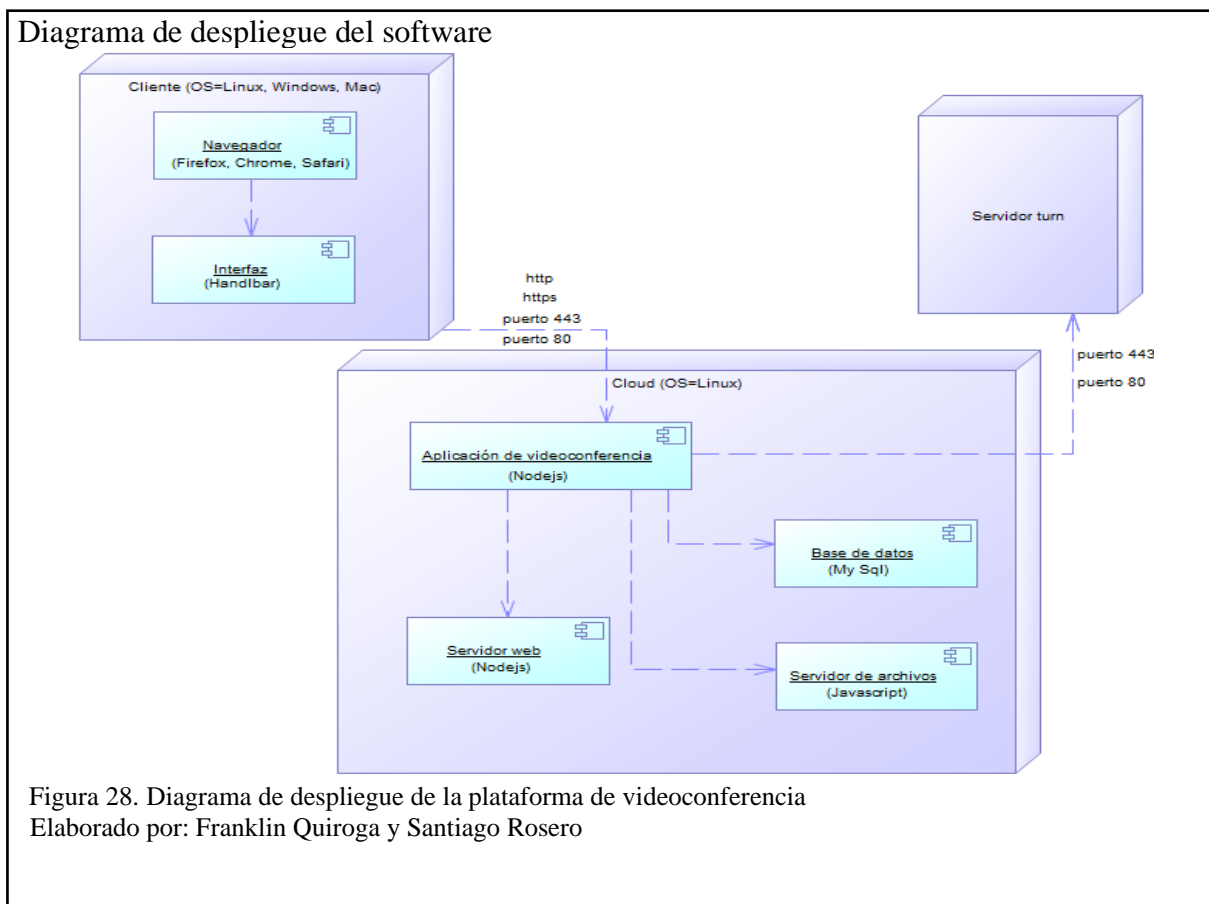 Diagrama de despliegue del software
Cliente (OS=Linux, Windows, Mac)
Navegador
(Firefox, Chrome, Safari)
Interfaz
(Handlbar)
http
https
puerto 443
puerto 80
Servidor turn
puerto 443
puerto 80
Cloud (OS=Linux)
Aplicación de videoconferencia
(Nodejs)
Base de datos
(My Sql)
Servidor web
(Nodejs)
Servidor de archivos
(Javascript)
Figura 28. Diagrama de despliegue de la plataforma de videoconferencia
Elaborado por: Franklin Quiroga y Santiago Rosero